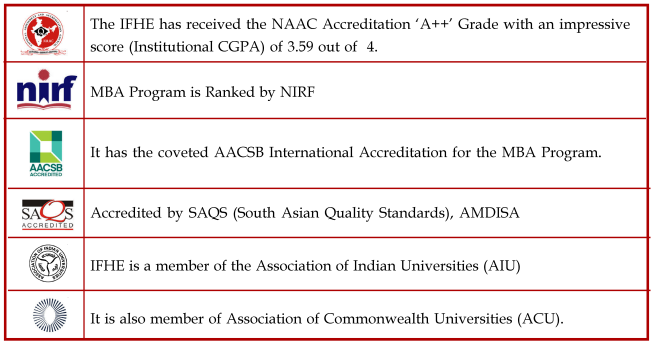 The IFHE has received the NAAC Accreditation ‘A++’ Grade with an impressive
score (Institutional CGPA) of 3.59 out of 4.
nirf
MBA Program is Ranked by NIRF
AACSB
ACCREDITED
It has the coveted AACSB International Accreditation for the MBA Program.
SAQS
ACCREDITED
Accredited by SAQS (South Asian Quality Standards), AMDISA
ASSOCIATION OF INDIAN UNIVERSITIES
IFHE is a member of the Association of Indian Universities (AIU)
It is also member of Association of Commonwealth Universities (ACU).